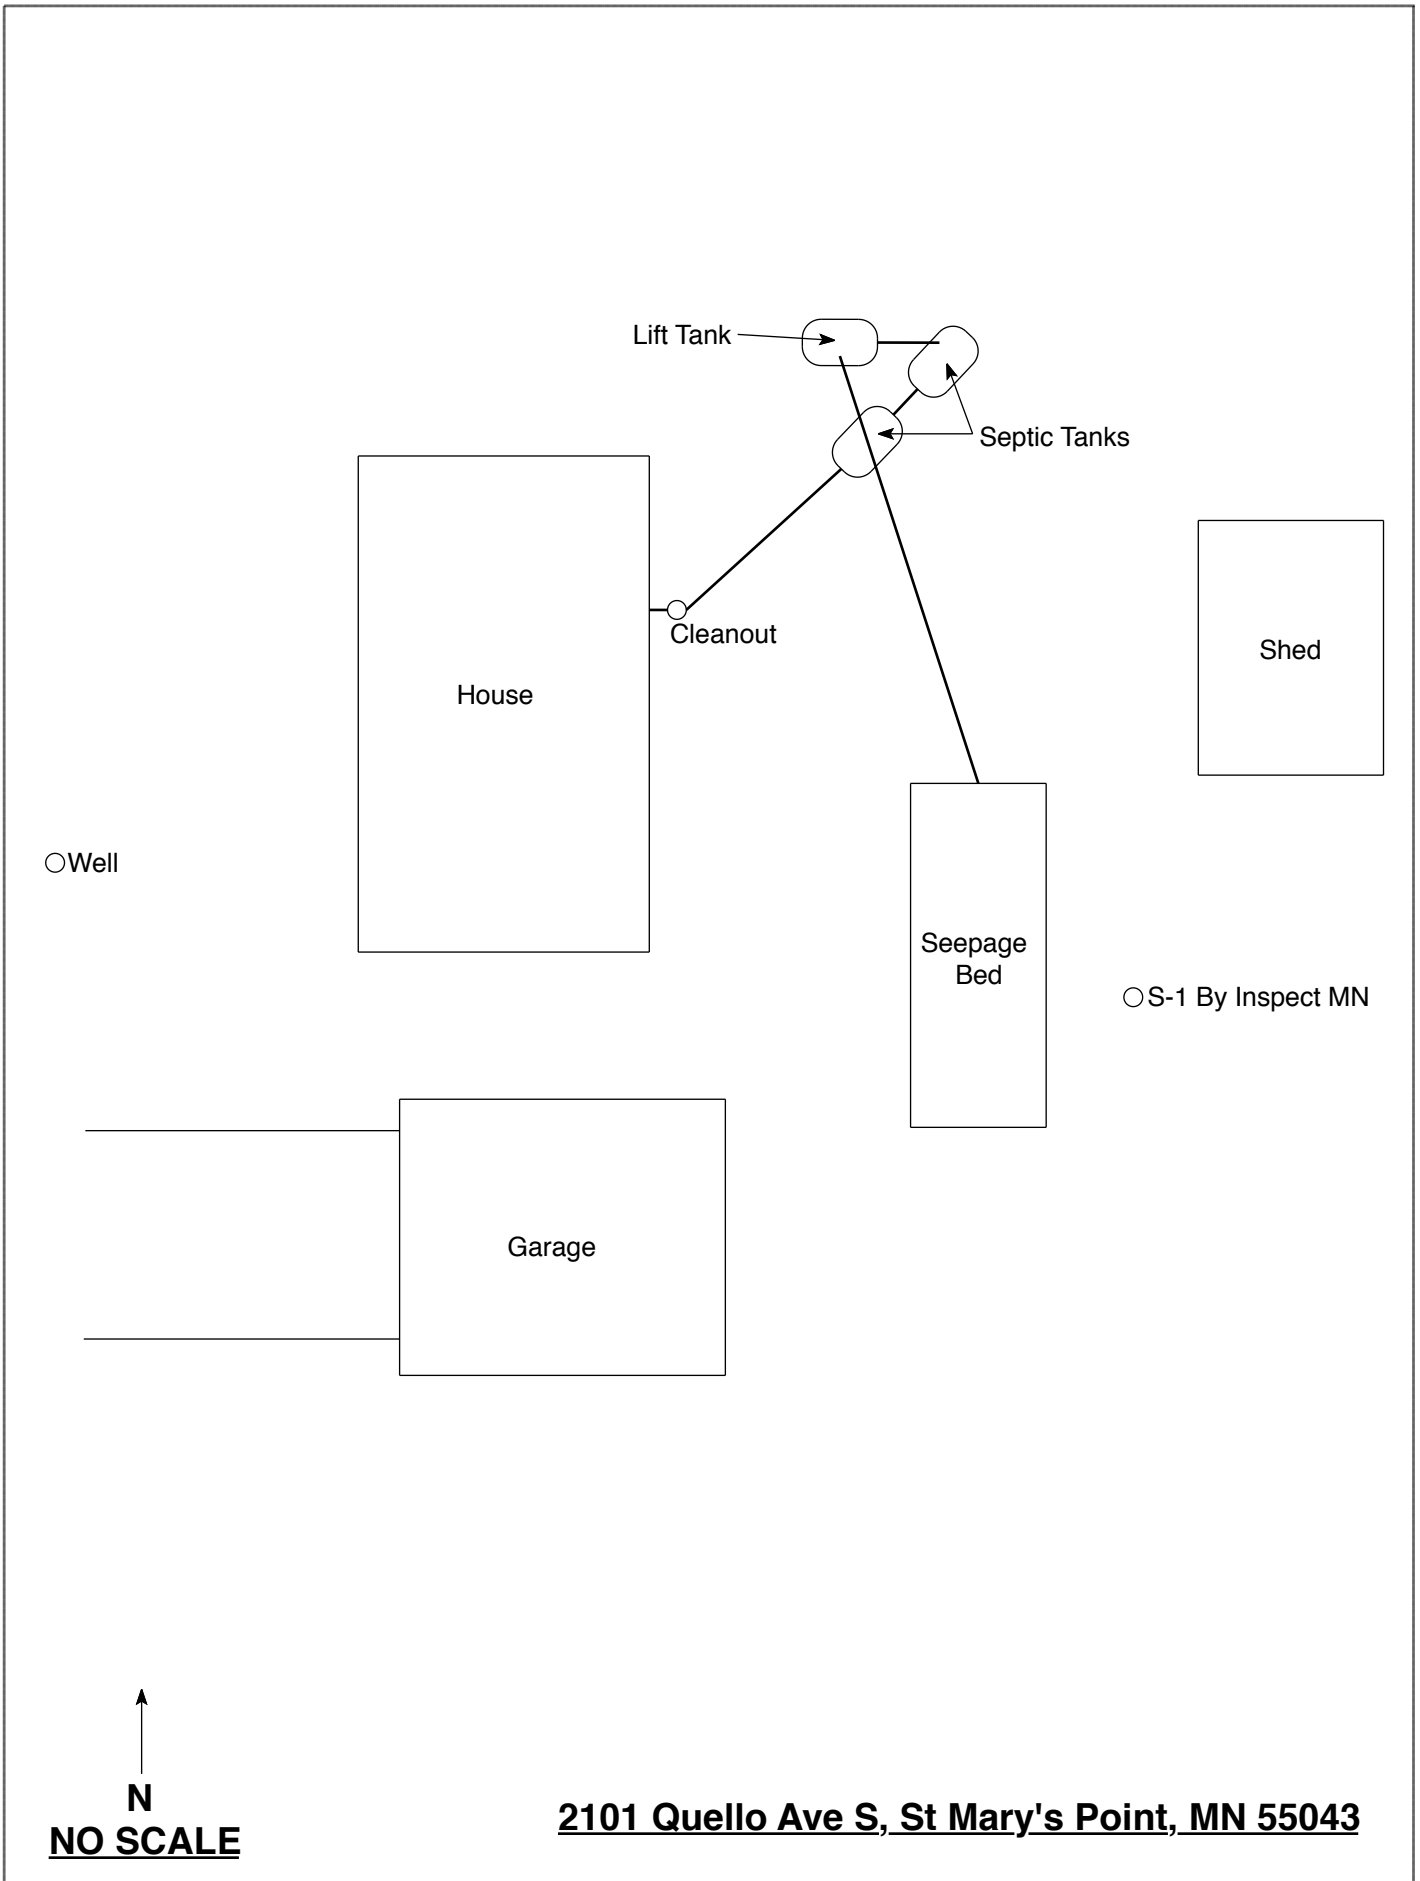 Lift Tank
Septic Tanks
Cleanout
Shed
House
Well
Seepage
Bed
S-1 By Inspect MN
Garage
N
NO SCALE
2101 Quello Ave S, St Mary's Point, MN 55043